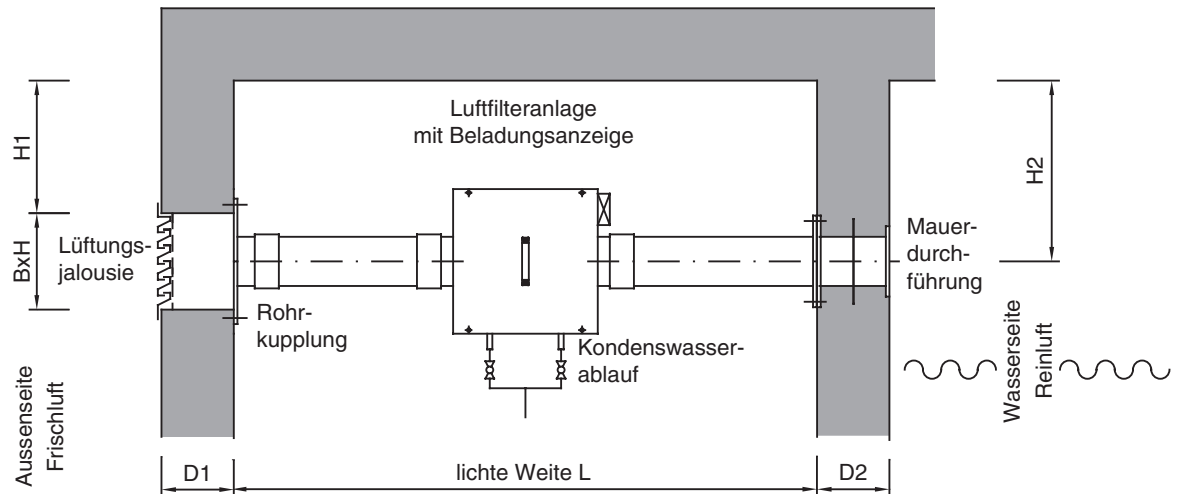 Luftfilteranlage
mit Beladungsanzeige
H1
H2
BxH
Lüftungs-
jalousie
Mauer-
durch-
führung
Rohr-
kupplung
Kondenswasser-
ablauf
Aussenseite
Frischluft
Wasserseite
Reinluft
D1
lichte Weite L
D2